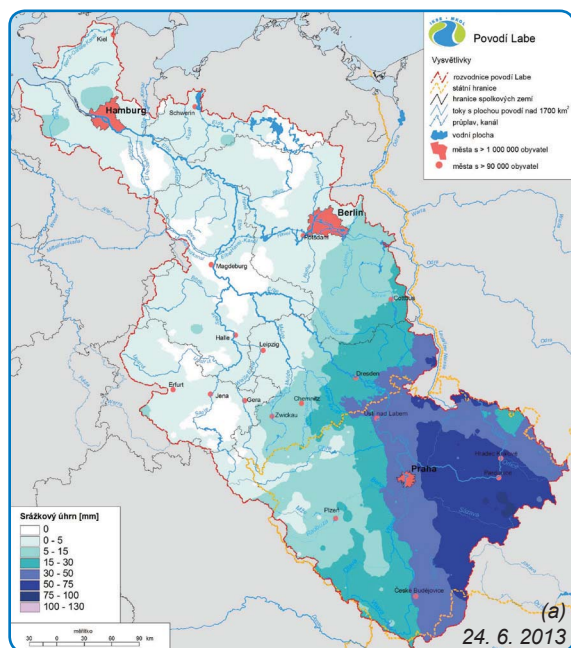 IKSE - MKOL
Povodí Labe
Vysvětlivky
rozvodnice povodí Labe
státní hranice
hranice spolkových zemí
toky s plochou povodí nad 1700 km²
průplav, kanál
vodní plocha
města s > 1 000 000 obyvatel
města s > 90 000 obyvatel
Kiel
Hamburg
Schwerin
Berlin
Potsdam
Magdeburg
Cottbus
Halle
Leipzig
Dresden
Erfurt
Jena
Gera
Chemnitz
Zwickau
Ústí nad Labem
Hradec Králové
Praha
Pardubice
Plzeň
České Budějovice
Srážkový úhrn [mm]
0
0 - 5
5 - 15
15 - 30
30 - 50
50 - 75
75 - 100
100 - 130
měřítko
30 0 30 60 90 km
(a)
24. 6. 2013